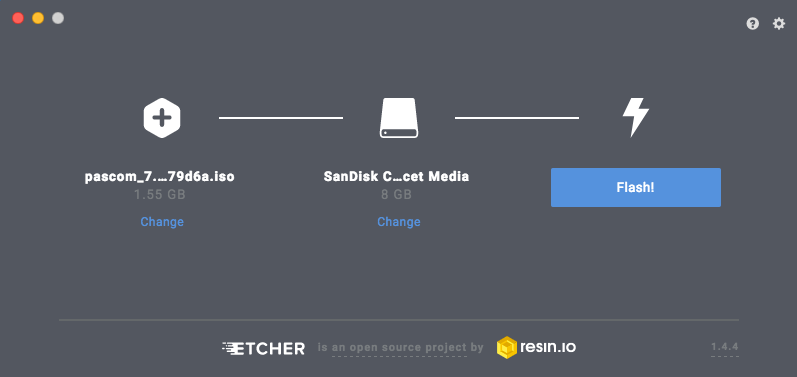 pascom_7....79d6a.iso
1.55 GB
Change
SanDisk C...cet Media
8 GB
Change
Flash!
ETCHER is an open source project by resin.io
1.4.4